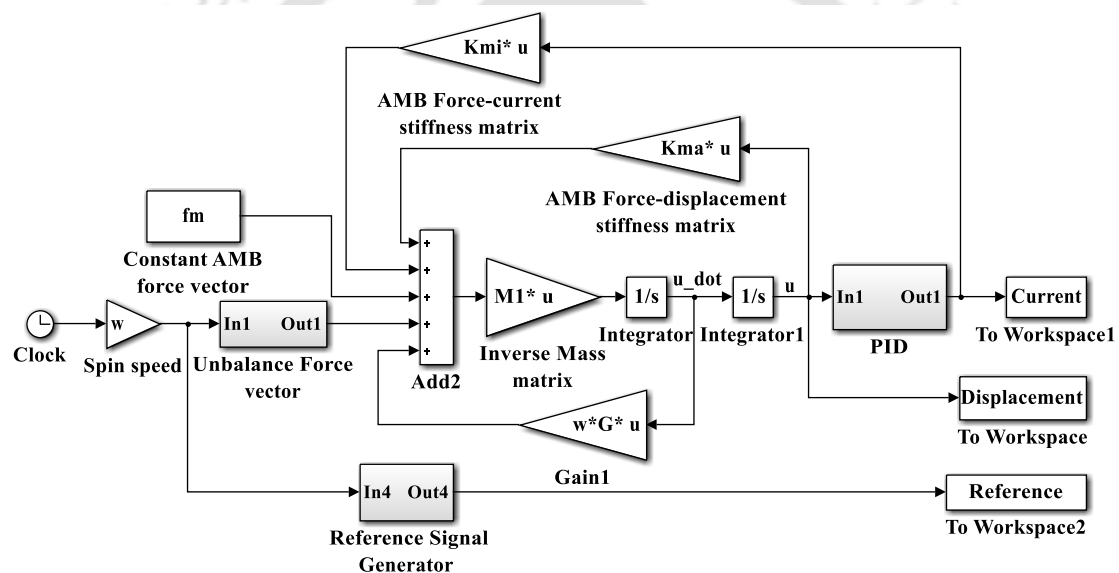 Kmi* u
AMB Force-current
stiffness matrix
Kma* u
AMB Force-displacement
stiffness matrix
fm
Constant AMB
force vector
+
+
+
+
+
Add2
M1* u
Inverse Mass
matrix
1/s
Integrator
u_dot
1/s
Integrator1
u
In1 Out1
PID
Current
To Workspace1
Clock
w
Spin speed
In1 Out1
Unbalance Force
vector
Displacement
To Workspace
w*G* u
Gain1
In4 Out4
Reference Signal
Generator
Reference
To Workspace2